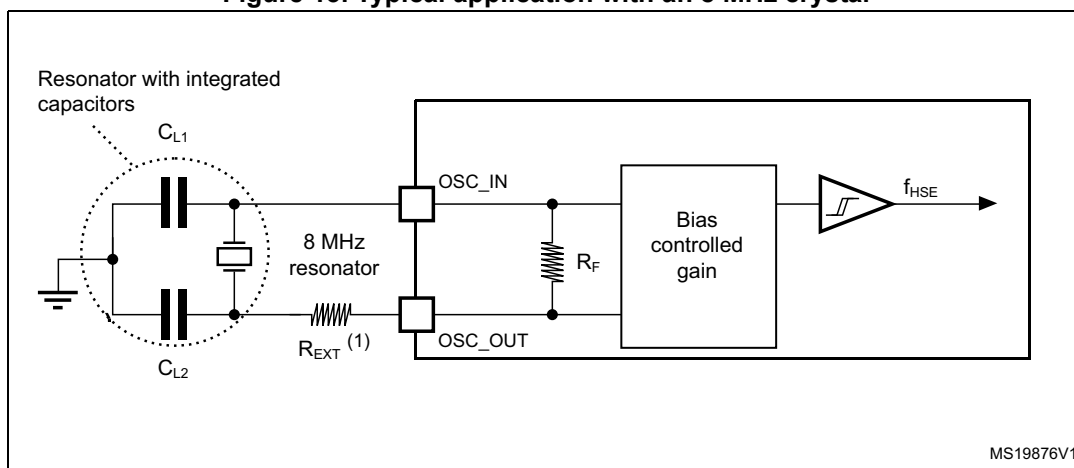 Resonator with integrated
capacitors
C_L1
OSC_IN
f_HSE
8 MHz
resonator
R_F
Bias
controlled
gain
R_EXT (1)
OSC_OUT
C_L2
MS19876V1